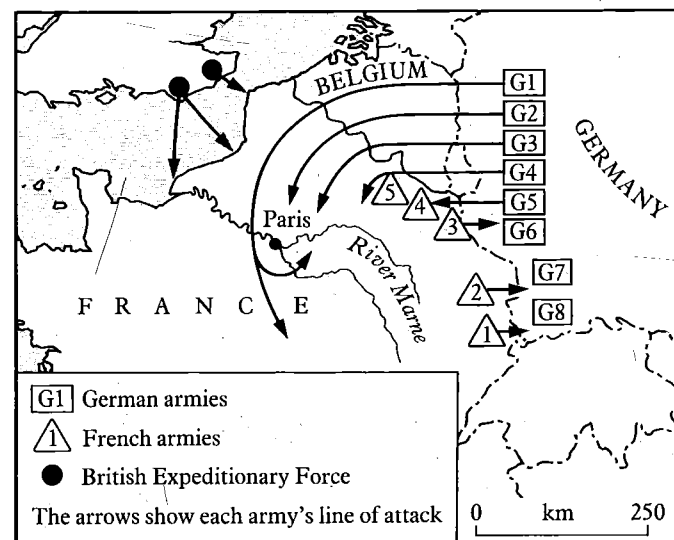 BELGIUM
G1
G2
G3
G4
G5
G6
G7
G8
GERMANY
5
4
3
2
1
Paris
River Marne
FRANCE
G1 German armies
1 French armies
British Expeditionary Force
The arrows show each army's line of attack
0 km 250